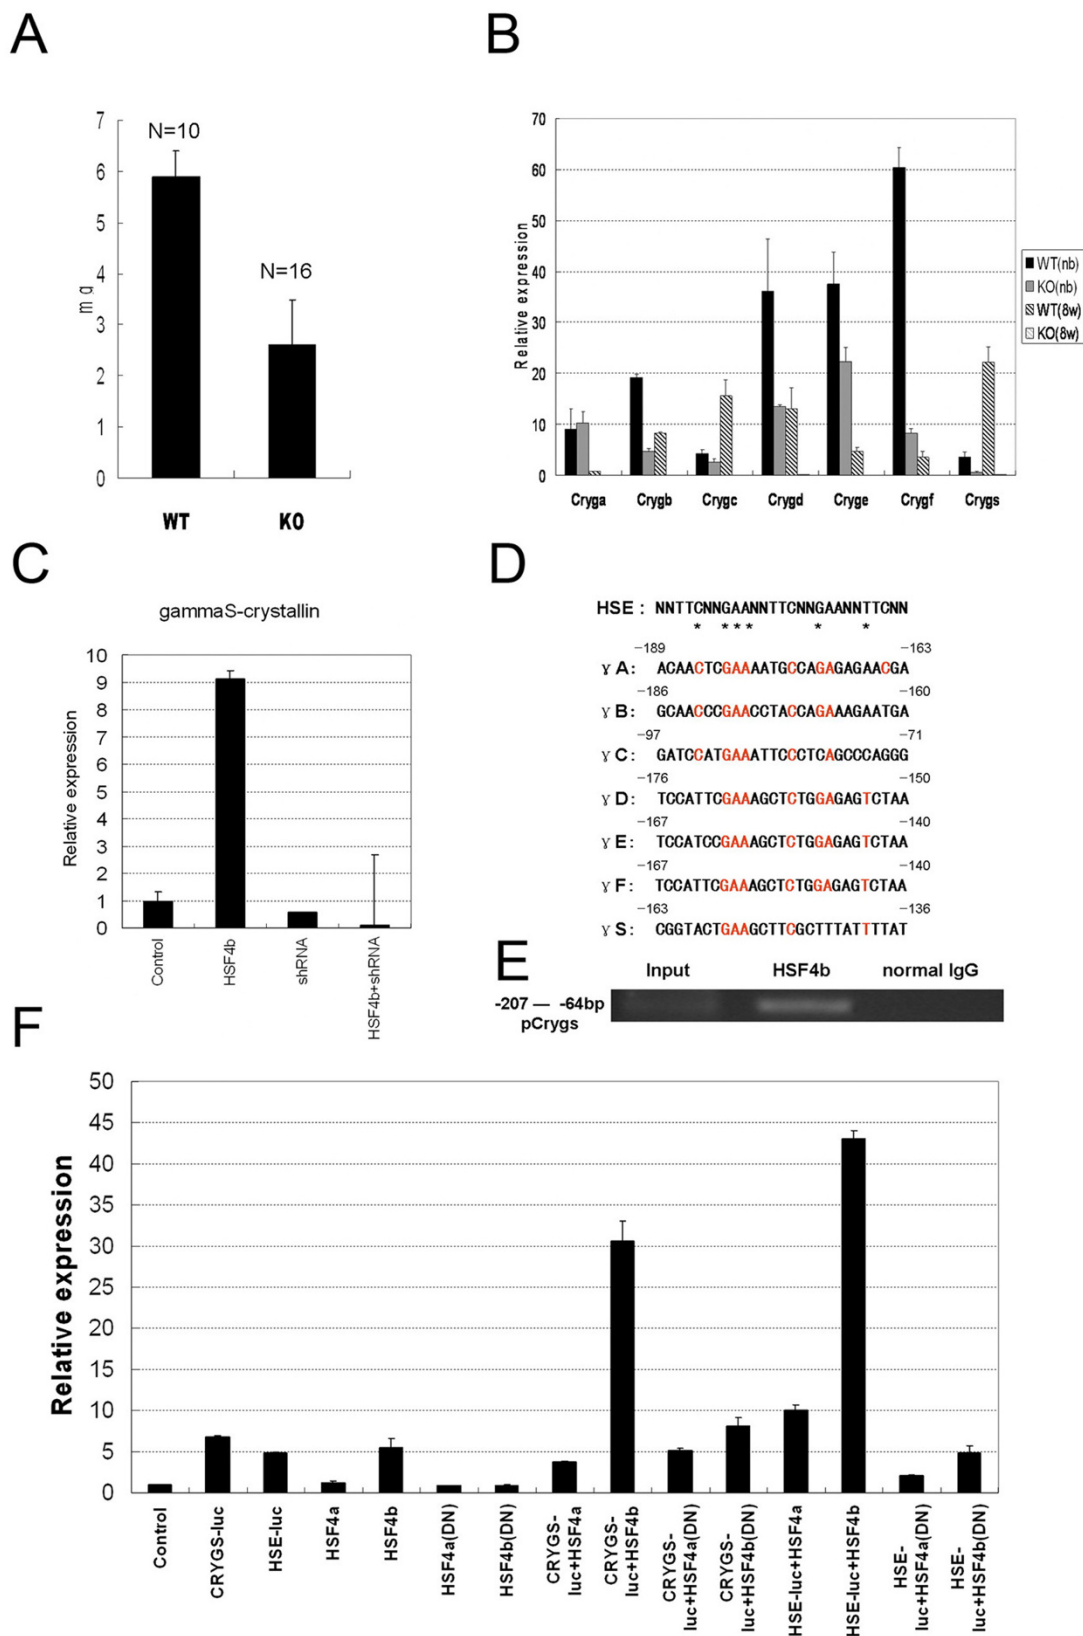 A
7
6
5
4
3
2
1
0
mg
N=10
N=16
WT
KO
B
70
60
50
40
30
20
10
0
Relative expression
Cryga Crygb Crygc Crygd Cryge Crygf Crygs
WT(nb)
KO(nb)
WT(8w)
KO(8w)
C
gammaS-crystallin
10
9
8
7
6
5
4
3
2
1
0
Relative expression
Control
HSF4b
shRNA
HSF4b+shRNA
D
HSE : NNTTCNNGAANNTTCNNGAANNTTCNN
* *** * *
−189 −163
γ A: ACAACTCGAAAATGCCAGAGAGAACGA
−186 −160
γ B: GCAACCCGAACCTACCAGAAAGAATGA
−97 −71
γ C: GATCCATGAAATTCCCTCAGCCCAGGG
−176 −150
γ D: TCCATTCGAAAGCTCTGGAGAGTCTAA
−167 −140
γ E: TCCATCCGAAAGCTCTGGAGAGTCTAA
−167 −140
γ F: TCCATTCGAAAGCTCTGGAGAGTCTAA
−163 −136
γ S: CGGTACTGAAGCTTCGCTTTATTTTAT
E
Input HSF4b normal IgG
-207 — -64bp
pCrygs
F
50
45
40
35
30
25
20
15
10
5
0
Relative expression
Control
CRYGS-luc
HSE-luc
HSF4a
HSF4b
HSF4a(DN)
HSF4b(DN)
CRYGS-
luc+HSF4a
CRYGS-
luc+HSF4b
CRYGS-
luc+HSF4a(DN)
CRYGS-
luc+HSF4b(DN)
HSE-luc+HSF4a
HSE-luc+HSF4b
HSE-
luc+HSF4a(DN)
HSE-
luc+HSF4b(DN)